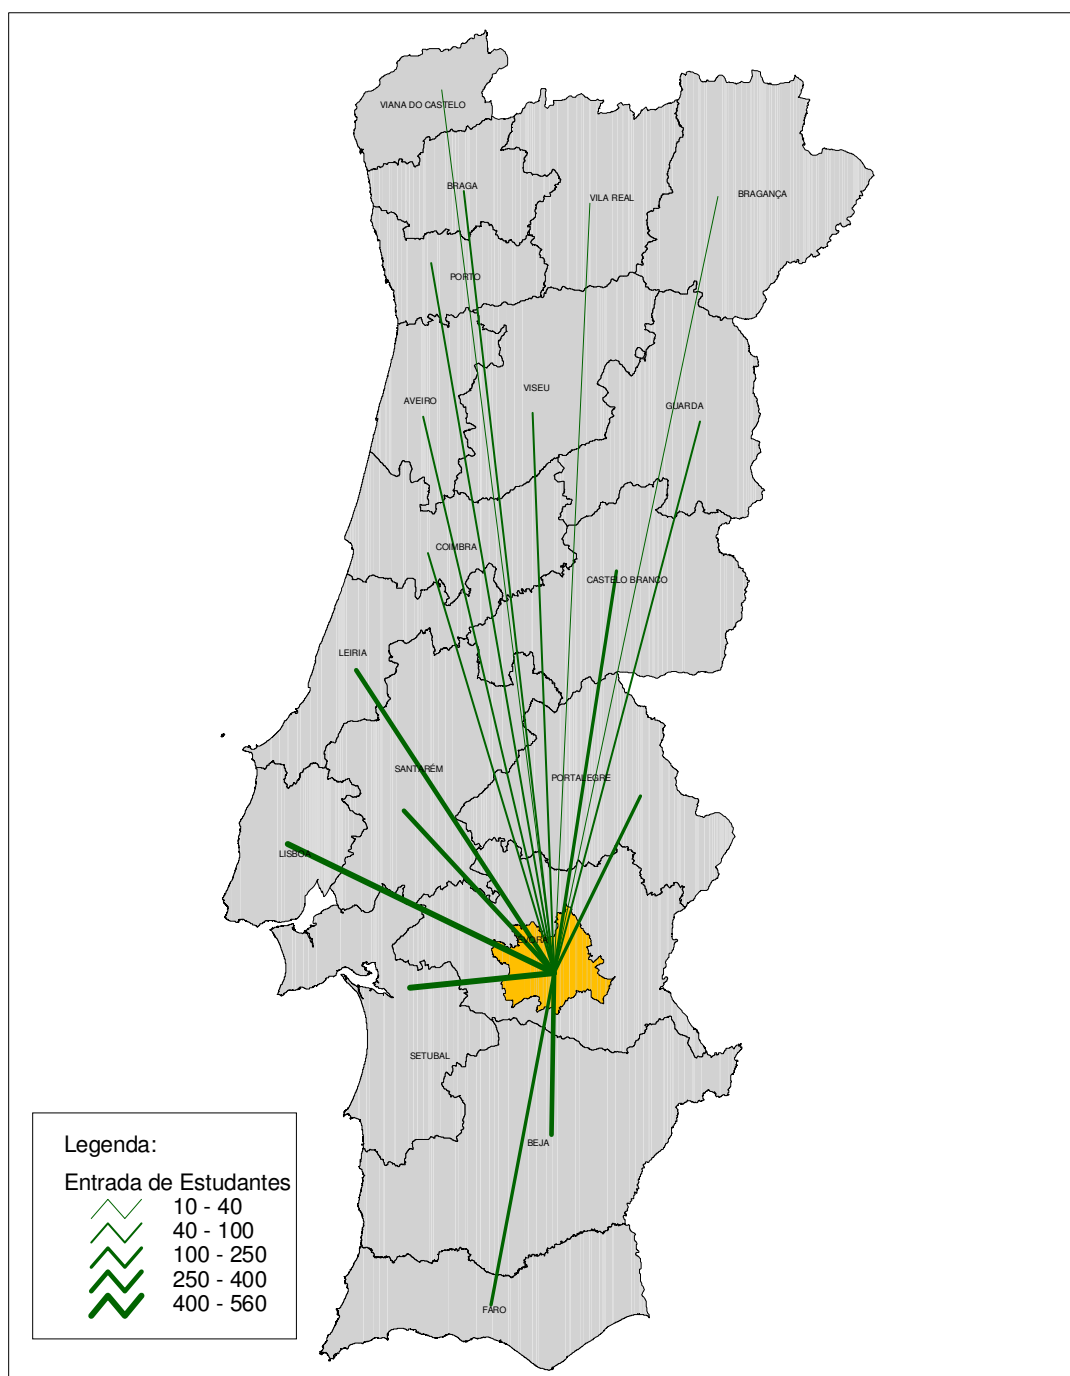 VIANA DO CASTELO
BRAGA
VILA REAL
BRAGANÇA
PORTO
VISEU
AVEIRO
GUARDA
COIMBRA
CASTELO BRANCO
LEIRIA
SANTARÉM
PORTALEGRE
LISBOA
ÉVORA
SETUBAL
BEJA
FARO
Legenda:
Entrada de Estudantes
10 - 40
40 - 100
100 - 250
250 - 400
400 - 560